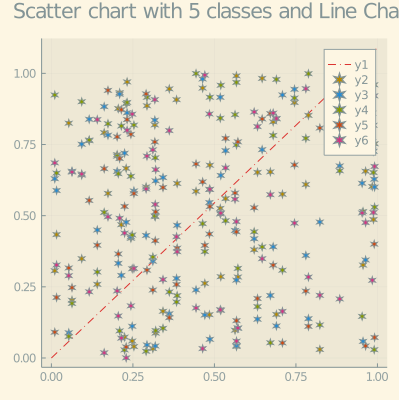 Scatter chart with 5 classes and Line Cha
1.00
0.75
0.50
0.25
0.00
0.00 0.25 0.50 0.75 1.00
y1
y2
y3
y4
y5
y6